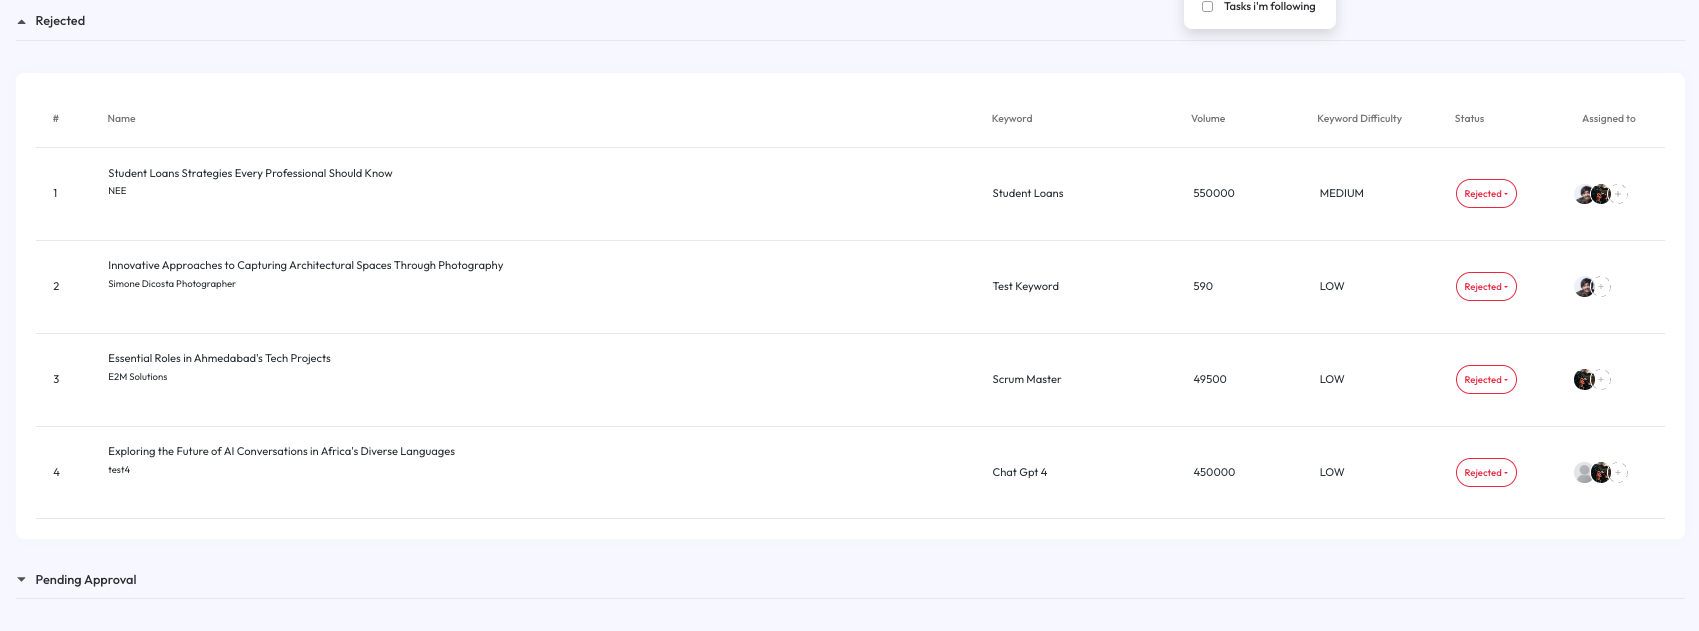 Tasks i'm following
Rejected
# Name Keyword Volume Keyword Difficulty Status Assigned to
Student Loans Strategies Every Professional Should Know
NEE
1 Student Loans 550000 MEDIUM Rejected
Innovative Approaches to Capturing Architectural Spaces Through Photography
Simone Dicosta Photographer
2 Test Keyword 590 LOW Rejected
Essential Roles in Ahmedabad's Tech Projects
E2M Solutions
3 Scrum Master 49500 LOW Rejected
Exploring the Future of AI Conversations in Africa's Diverse Languages
test4
4 Chat Gpt 4 450000 LOW Rejected
Pending Approval